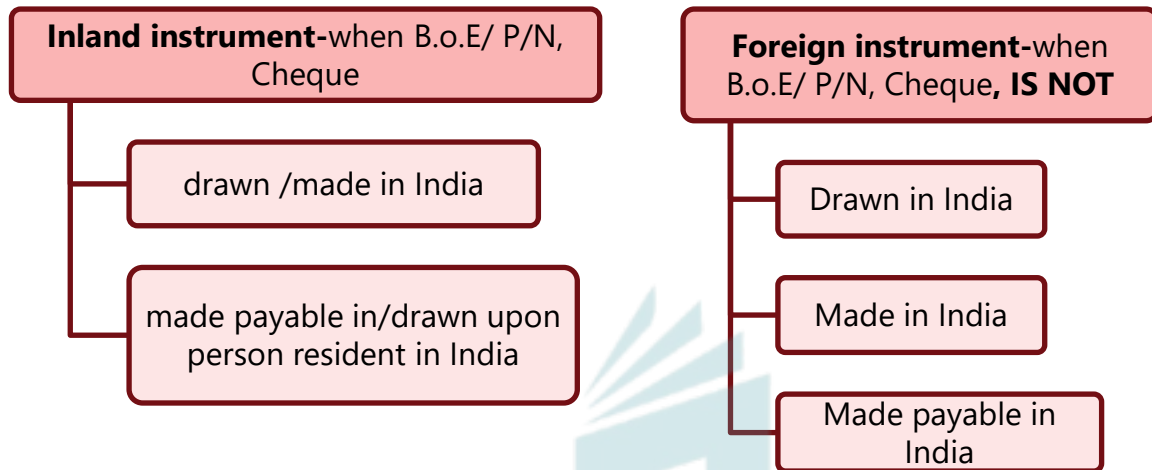 Inland instrument-when B.o.E/ P/N,
Cheque
drawn /made in India
made payable in/drawn upon
person resident in India
Foreign instrument-when
B.o.E/ P/N, Cheque, IS NOT
Drawn in India
Made in India
Made payable in
India